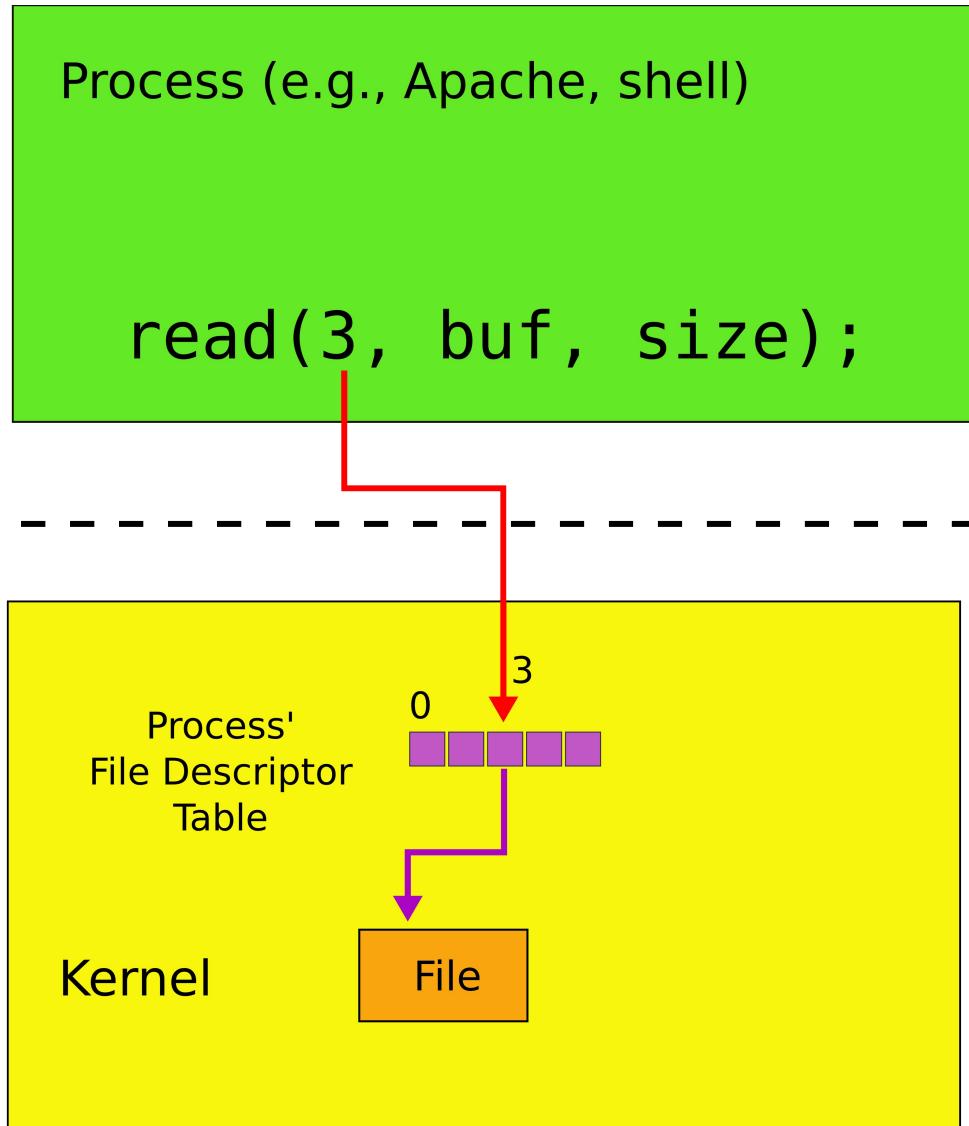 Process (e.g., Apache, shell)
read(3, buf, size);
3
0
Process'
File Descriptor
Table
Kernel
File